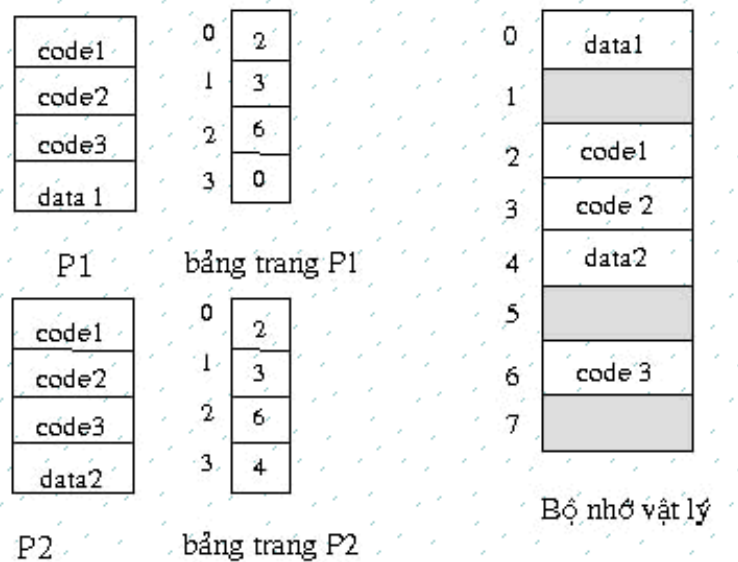 code1
code2
code3
data 1
P1
0 2
1 3
2 6
3 0
bảng trang P1
code1
code2
code3
data2
P2
0 2
1 3
2 6
3 4
bảng trang P2
0 data1
1
2 code1
3 code 2
4 data2
5
6 code 3
7
Bộ nhớ vật lý